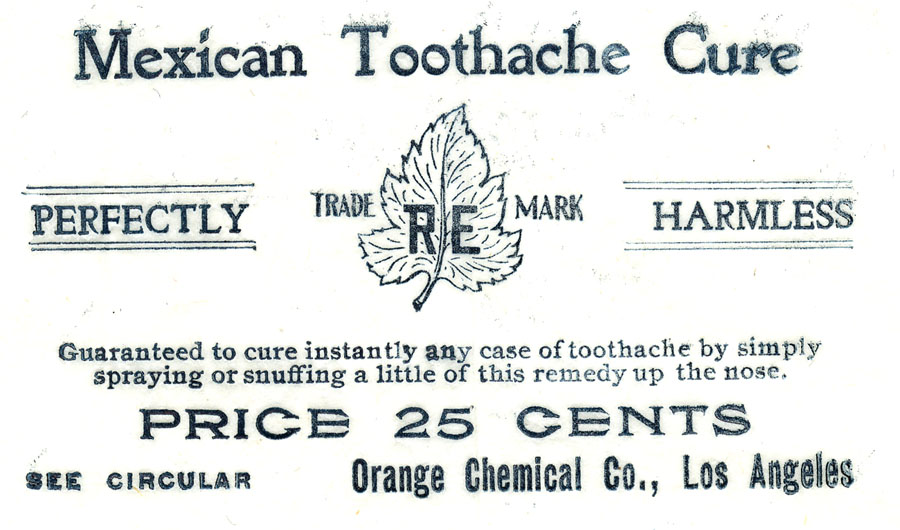 Mexican Toothache Cure
PERFECTLY
TRADE RE MARK
HARMLESS
Guaranteed to cure instantly any case of toothache by simply
spraying or snuffing a little of this remedy up the nose.
PRICE 25 CENTS
SEE CIRCULAR
Orange Chemical Co., Los Angeles